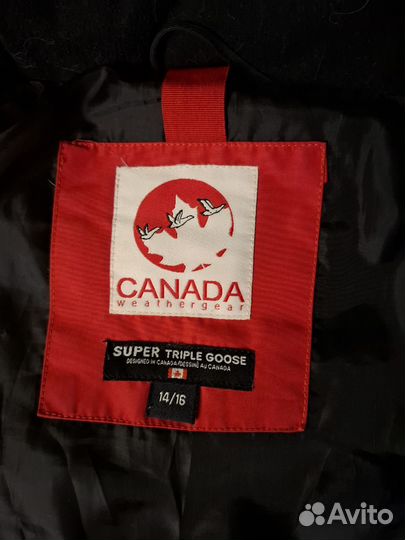 CANADA
weathergear
SUPER TRIPLE GOOSE
DESIGNED IN CANADA/DESSINÉ AU CANADA
14/16
Avito